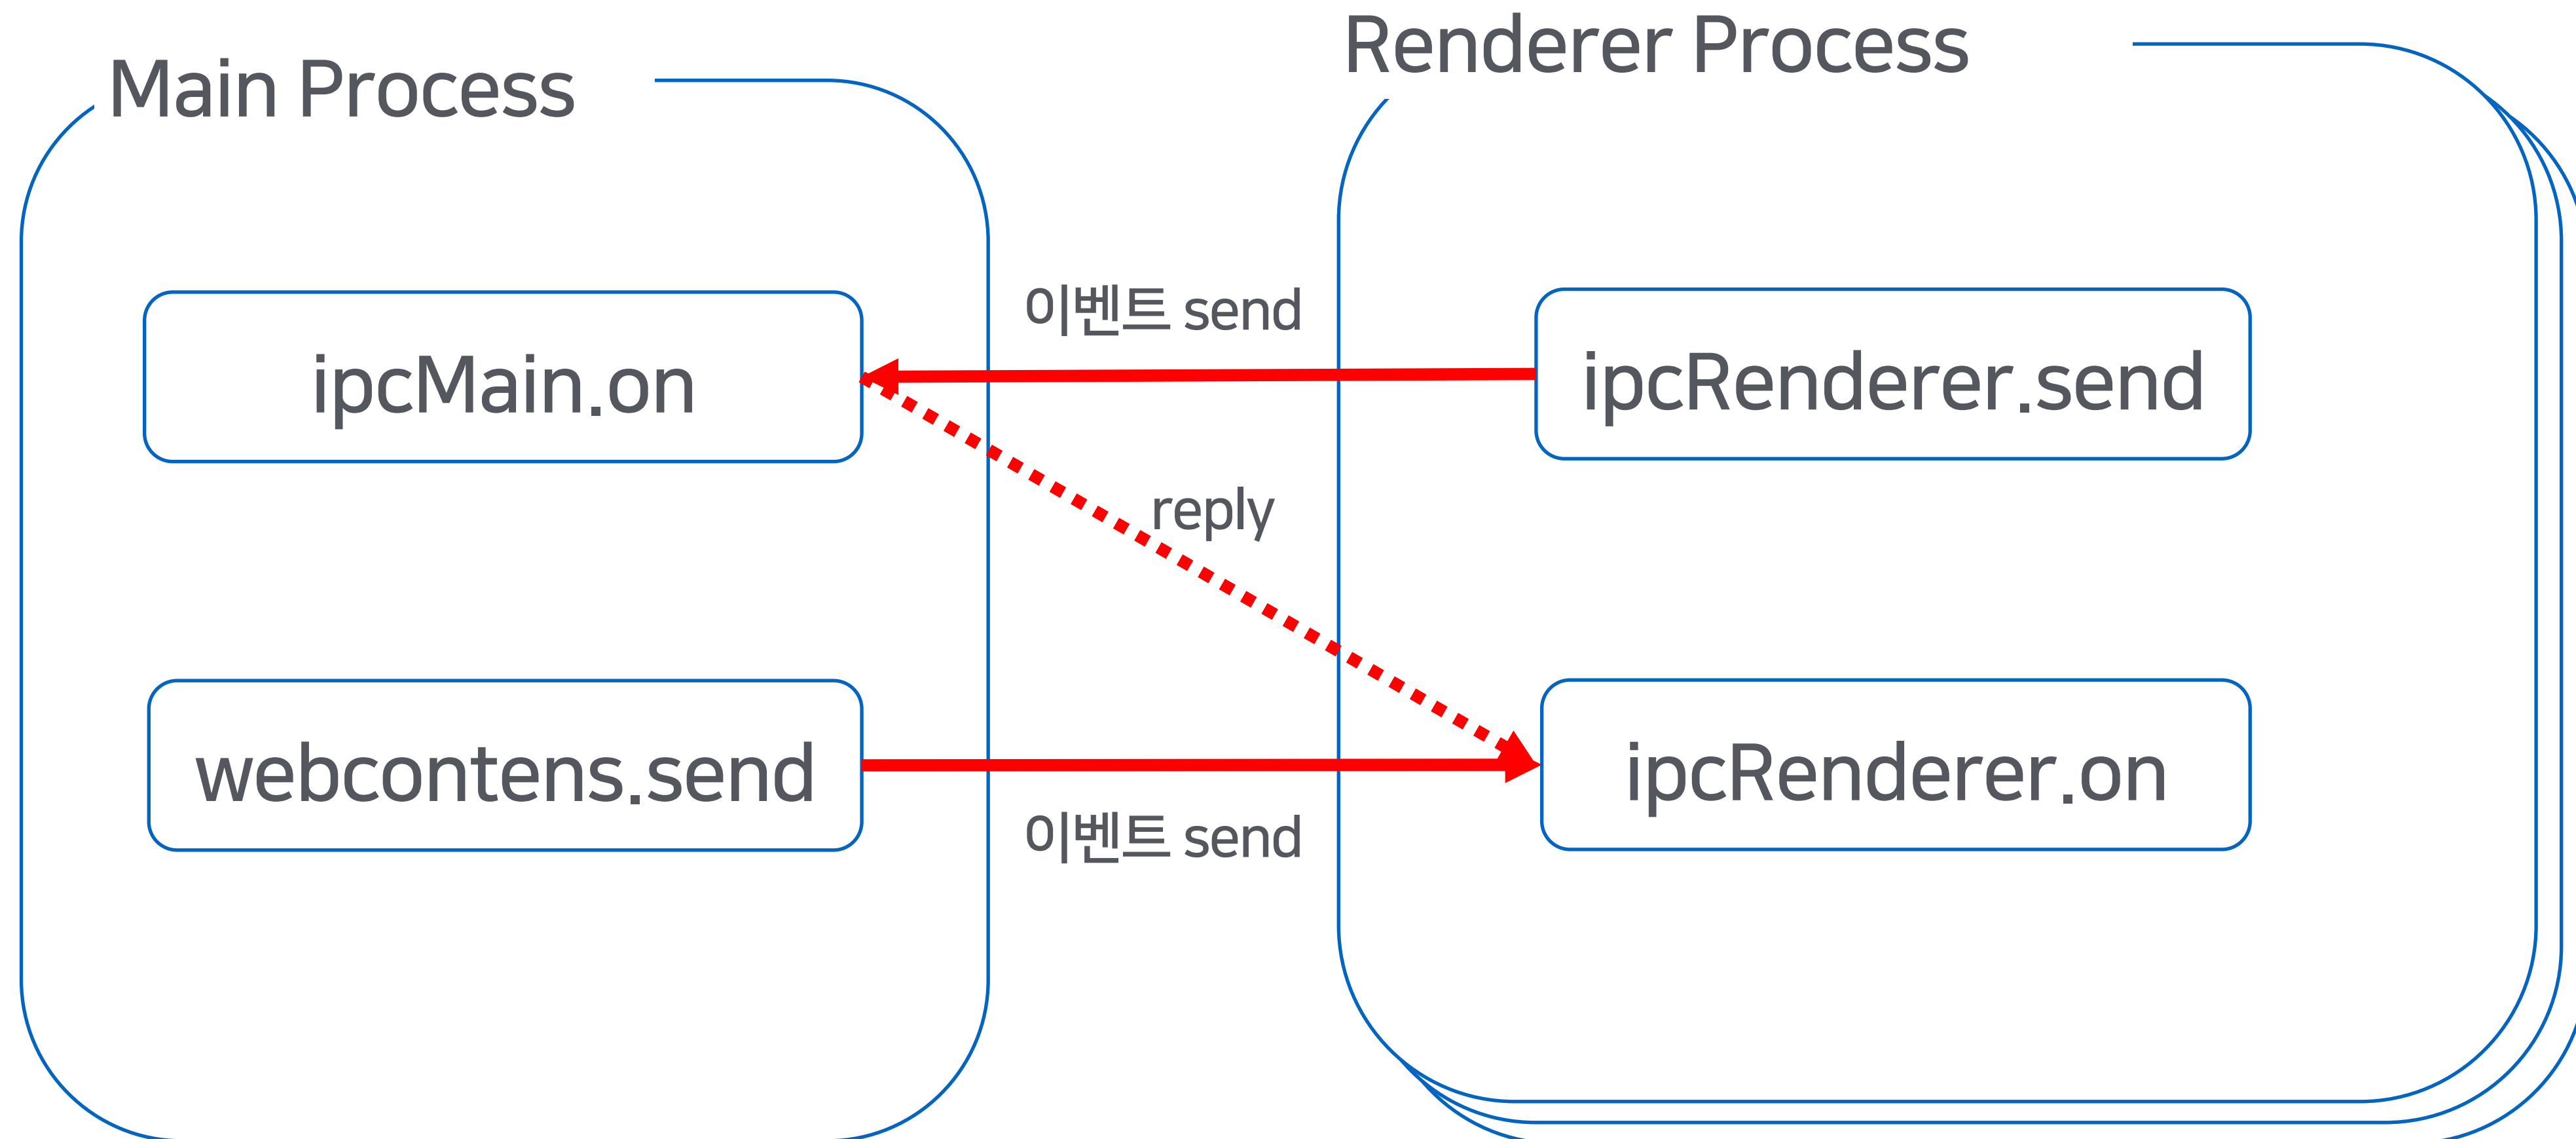 Main Process
Renderer Process
이벤트 send
ipcMain.on
ipcRenderer.send
reply
webcontens.send
ipcRenderer.on
이벤트 send